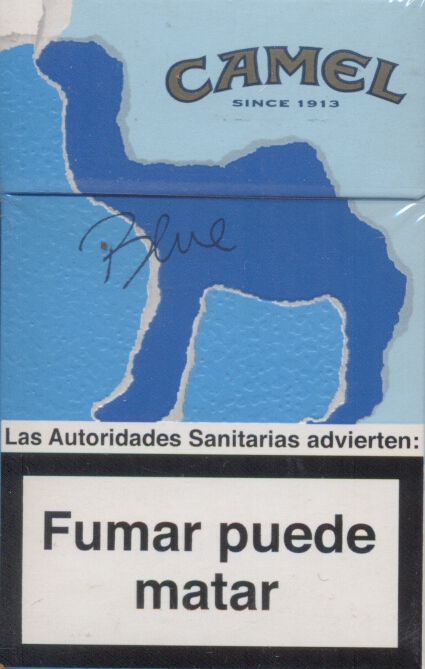 CAMEL
SINCE 1913
Blue
Las Autoridades Sanitarias advierten:
Fumar puede
matar